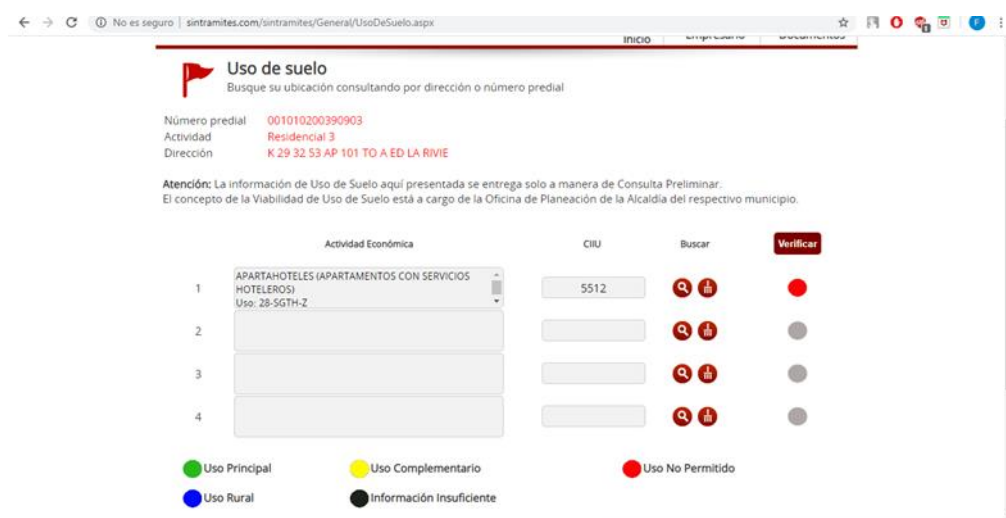 No es seguro | sintramites.com/sintramites/General/UsoDeSuelo.aspx
Inicio Empresario Documentos
Uso de suelo
Busque su ubicación consultando por dirección o número predial
Número predial 001010200390903
Actividad Residencial 3
Dirección K 29 32 53 AP 101 TO A ED LA RIVIE
Atención: La información de Uso de Suelo aquí presentada se entrega solo a manera de Consulta Preliminar.
El concepto de la Viabilidad de Uso de Suelo está a cargo de la Oficina de Planeación de la Alcaldía del respectivo municipio.
Actividad Económica CIIU Buscar Verificar
APARTAHOTELES (APARTAMENTOS CON SERVICIOS
1 HOTELEROS) 5512
Uso: 28-SGTH-Z
2
3
4
Uso Principal Uso Complementario Uso No Permitido
Uso Rural Información Insuficiente